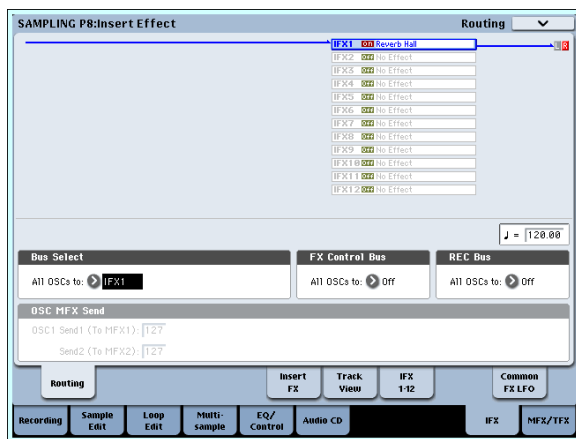 SAMPLING P8:Insert Effect Routing
IFX1 On Reverb Hall
L R
IFX2 Off No Effect
IFX3 Off No Effect
IFX4 Off No Effect
IFX5 Off No Effect
IFX6 Off No Effect
IFX7 Off No Effect
IFX8 Off No Effect
IFX9 Off No Effect
IFX10 Off No Effect
IFX11 Off No Effect
IFX12 Off No Effect
♩ = 120.00
Bus Select FX Control Bus REC Bus
All OSCs to: IFX1 All OSCs to: Off All OSCs to: Off
OSC MFX Send
OSC1 Send1 (To MFX1): 127
Send2 (To MFX2): 127
Routing Insert FX Track View IFX 1-12 Common FX LFO
Recording Sample Edit Loop Edit Multi-sample EQ/Control Audio CD IFX MFX/TFX